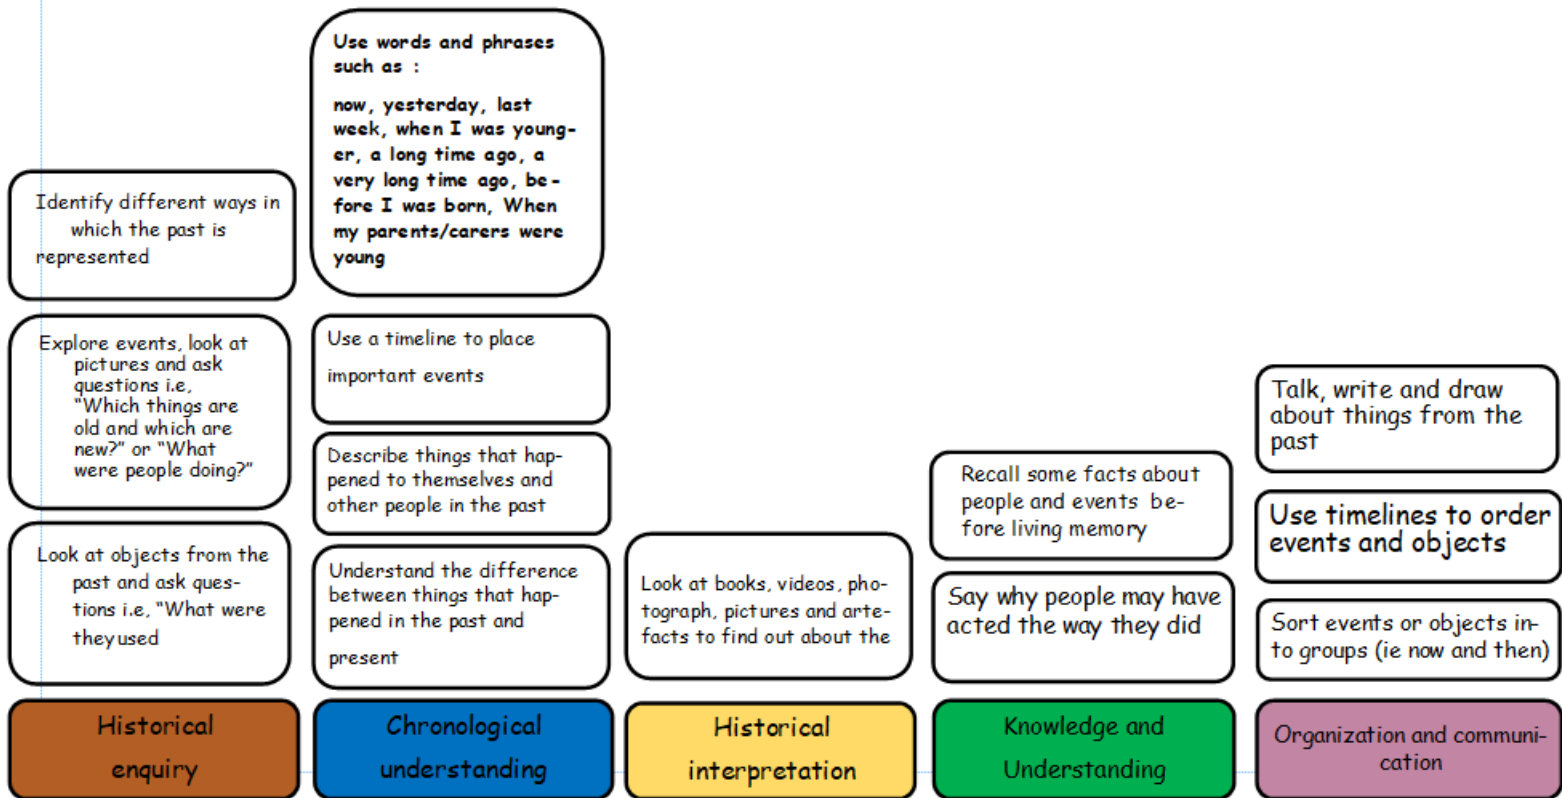 Identify different ways in
which the past is
represented
Explore events, look at
pictures and ask
questions i.e,
“Which things are
old and which are
new?” or “What
were people doing?”
Look at objects from the
past and ask ques-
tions i.e, “What were
they used
Historical
enquiry
Use words and phrases
such as :
now, yesterday, last
week, when I was young-
er, a long time ago, a
very long time ago, be-
fore I was born, When
my parents/carers were
young
Use a timeline to place
important events
Describe things that hap-
pened to themselves and
other people in the past
Understand the difference
between things that hap-
pened in the past and
present
Chronological
understanding
Look at books, videos, pho-
tograph, pictures and arte-
facts to find out about the
Historical
interpretation
Recall some facts about
people and events be-
fore living memory
Say why people may have
acted the way they did
Knowledge and
Understanding
Talk, write and draw
about things from the
past
Use timelines to order
events and objects
Sort events or objects in-
to groups (ie now and then)
Organization and communi-
cation